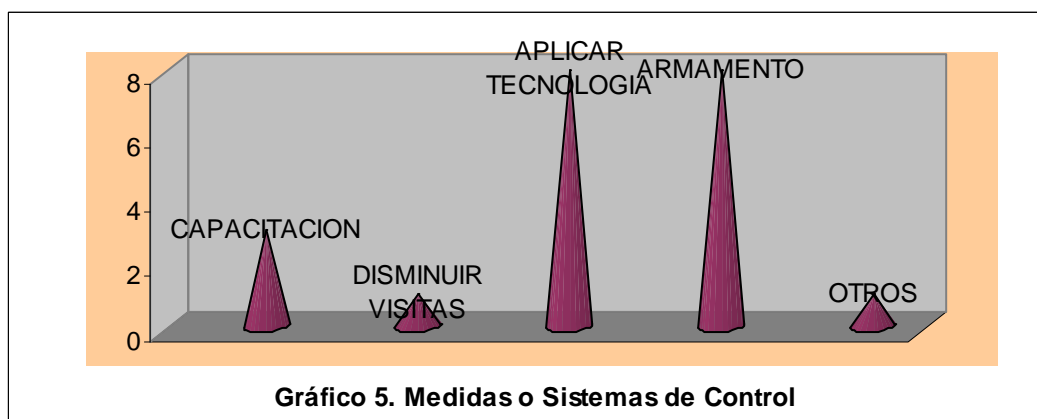 8
6
4
2
0
CAPACITACION
DISMINUIR
VISITAS
APLICAR
TECNOLOGIA
ARMAMENTO
OTROS
Gráfico 5. Medidas o Sistemas de Control